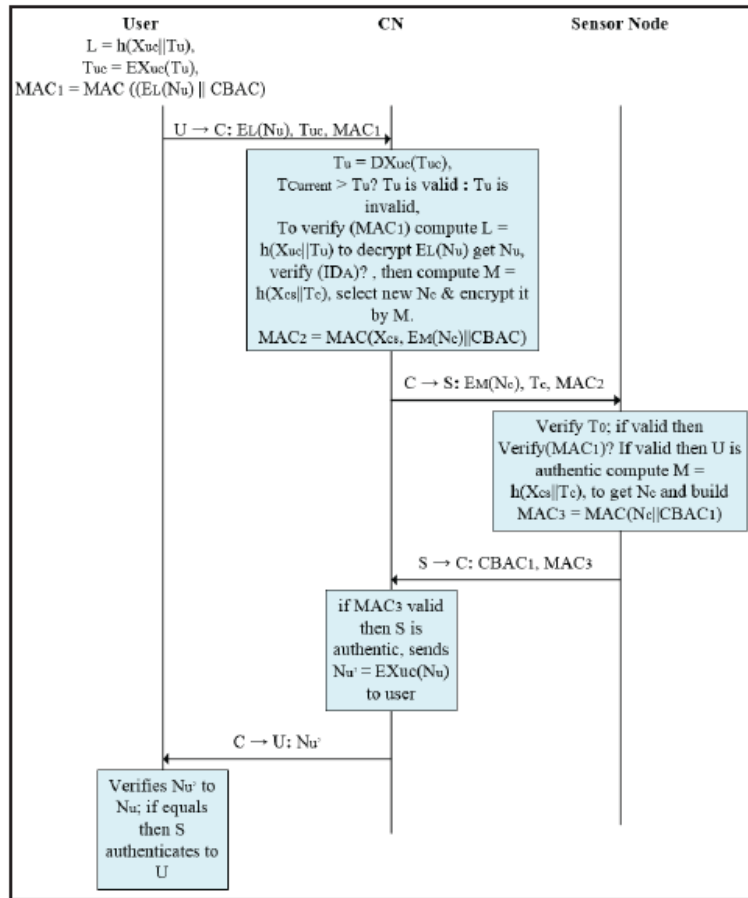 User CN Sensor Node
L = h(Xuc||Tu),
Tuc = EXuc(Tu),
MAC1 = MAC ((EL(Nu) || CBAC)
U → C: EL(Nu), Tuc, MAC1
Tu = DXuc(Tuc),
TCurrent > Tu? Tu is valid : Tu is
invalid,
To verify (MAC1) compute L =
h(Xuc||Tu) to decrypt EL(Nu) get Nu,
verify (IDA)? , then compute M =
h(Xcs||Tc), select new Nc & encrypt it
by M.
MAC2 = MAC(Xcs, EM(Nc)||CBAC)
C → S: EM(Nc), Tc, MAC2
Verify T0; if valid then
Verify(MAC1)? If valid then U is
authentic compute M =
h(Xcs||Tc), to get Nc and build
MAC3 = MAC(Nc||CBAC1)
S → C: CBAC1, MAC3
if MAC3 valid
then S is
authentic, sends
Nu' = EXuc(Nu)
to user
C → U: Nu'
Verifies Nu' to
Nu; if equals
then S
authenticates to
U